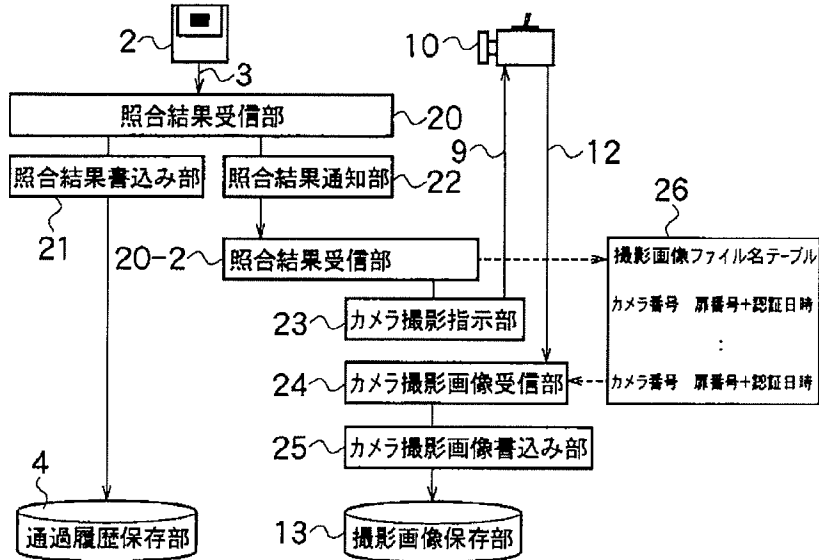 2
10
3
照合結果受信部
20
9
12
照合結果書込み部
照合結果通知部
22
26
21
20-2
照合結果受信部
撮影画像ファイル名テーブル
カメラ番号 扉番号+認証日時
:
カメラ番号 扉番号+認証日時
23
カメラ撮影指示部
24
カメラ撮影画像受信部
25
カメラ撮影画像書込み部
4
通過履歴保存部
13
撮影画像保存部